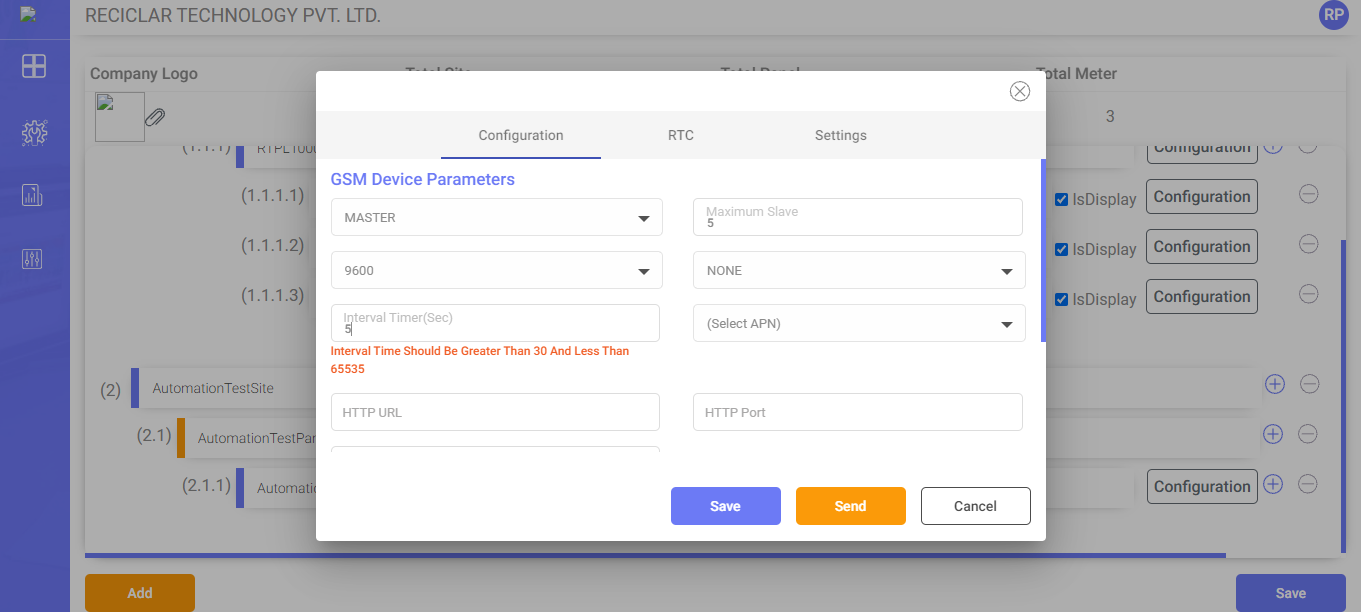 RECICLAR TECHNOLOGY PVT. LTD.
RP
Company Logo
Total Site
Total Panel
Total Meter
3
Configuration RTC Settings
(1.1.1) Configuration
GSM Device Parameters
(1.1.1.1) IsDisplay Configuration
MASTER
Maximum Slave
5
(1.1.1.2) IsDisplay Configuration
9600
NONE
(1.1.1.3) IsDisplay Configuration
Interval Timer(Sec)
5
(Select APN)
Interval Time Should Be Greater Than 30 And Less Than
65535
(2) AutomationTestSite
HTTP URL
HTTP Port
(2.1) AutomationTestPa
(2.1.1) Automati
Configuration
Save
Send
Cancel
Add
Save